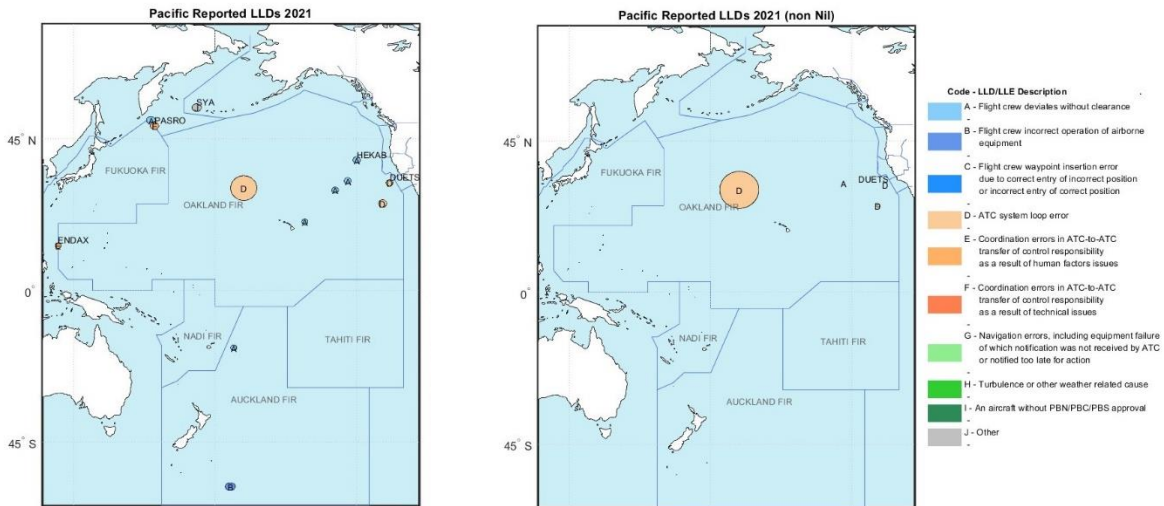 Pacific Reported LLDs 2021
SYA
APASRO
45° N
HEKAB
A
A
DUETS
FUKUOKA FIR
A
D
OAKLAND FIR
A
ENDAX
0°
NADI FIR
A
TAHITI FIR
AUCKLAND FIR
45° S
B
Pacific Reported LLDs 2021 (non Nil)
45° N
FUKUOKA FIR
A
DUETS
D
D
OAKLAND FIR
D
0°
NADI FIR
TAHITI FIR
AUCKLAND FIR
45° S
Code - LLD/LLE Description
A - Flight crew deviates without clearance
-
B - Flight crew incorrect operation of airborne
equipment
-
C - Flight crew waypoint insertion error
due to correct entry of incorrect position
or incorrect entry of correct position
-
D - ATC system loop error
-
E - Coordination errors in ATC-to-ATC
transfer of control responsibility
as a result of human factors issues
-
F - Coordination errors in ATC-to-ATC
transfer of control responsibility
as a result of technical issues
-
G - Navigation errors, including equipment failure
of which notification was not received by ATC
or notified too late for action
-
H - Turbulence or other weather related cause
-
I - An aircraft without PBN/PBC/PBS approval
-
J - Other
-